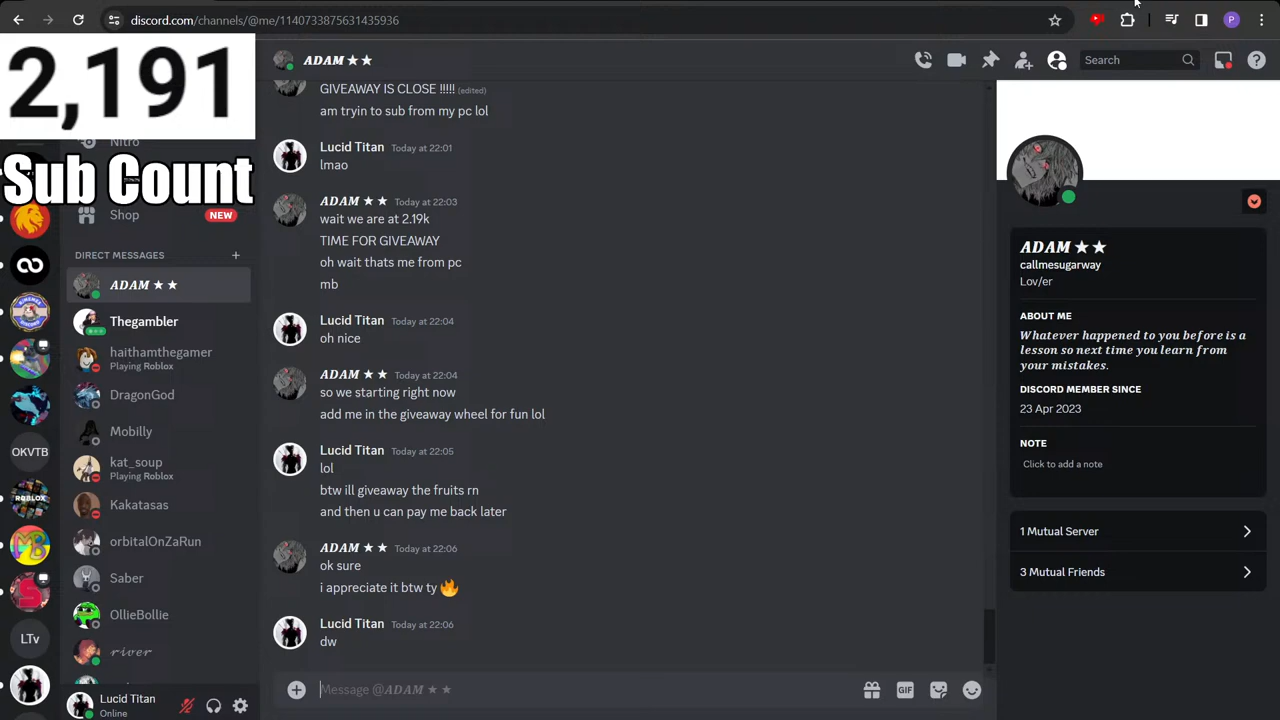 discord.com/channels/@me/1140733875631435936
P
2,191
Sub Count
Nitro
Shop
NEW
DIRECT MESSAGES
ADAM ★★
Thegambler
haithamthegamer
Playing Roblox
DragonGod
Mobilly
kat_soup
Playing Roblox
Kakatasas
orbitalOnZaRun
Saber
OllieBollie
river
OKVTB
ROBLOX
MB
S
LTv
Lucid Titan
Online
ADAM ★★
Search
GIVEAWAY IS CLOSE !!!!! (edited)
am tryin to sub from my pc lol
Lucid Titan Today at 22:01
lmao
ADAM ★★ Today at 22:03
wait we are at 2.19k
TIME FOR GIVEAWAY
oh wait thats me from pc
mb
Lucid Titan Today at 22:04
oh nice
ADAM ★★ Today at 22:04
so we starting right now
add me in the giveaway wheel for fun lol
Lucid Titan Today at 22:05
lol
btw ill giveaway the fruits rn
and then u can pay me back later
ADAM ★★ Today at 22:06
ok sure
i appreciate it btw ty 🔥
Lucid Titan Today at 22:06
dw
Message @ADAM ★★
GIF
ADAM ★★
callmesugarway
Lov/er
ABOUT ME
Whatever happened to you before is a
lesson so next time you learn from
your mistakes.
DISCORD MEMBER SINCE
23 Apr 2023
NOTE
Click to add a note
1 Mutual Server
3 Mutual Friends